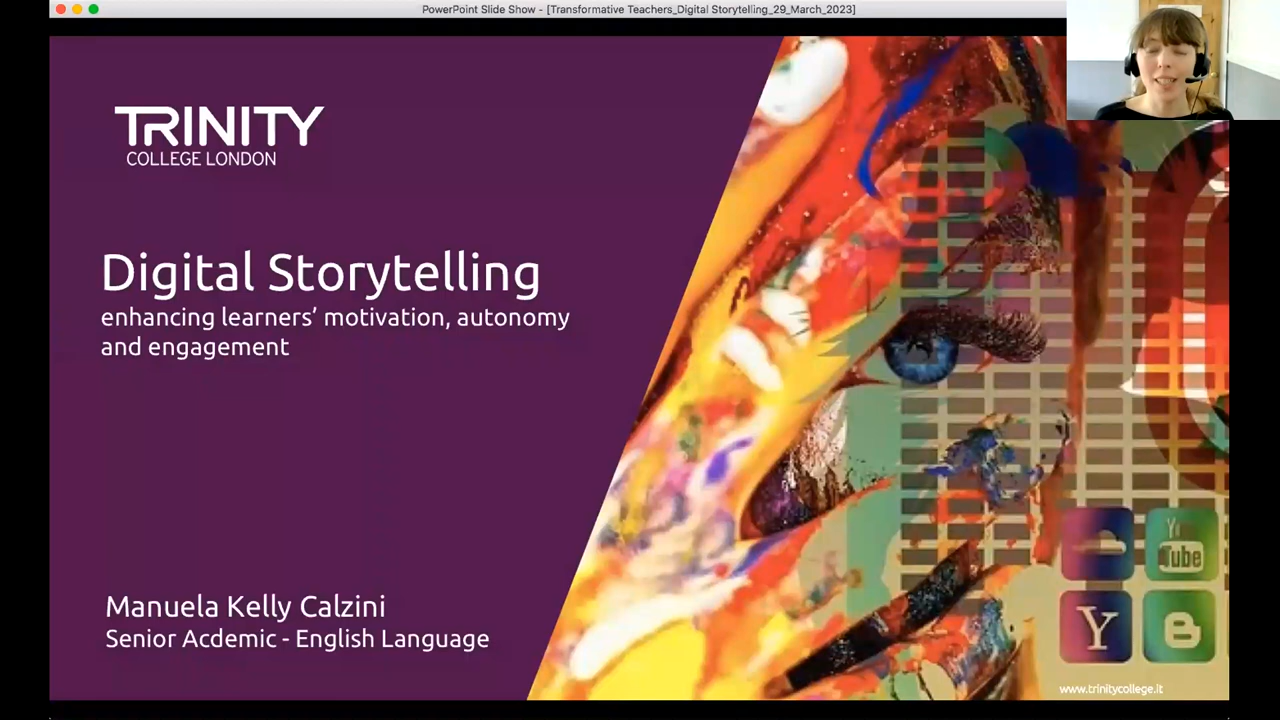 PowerPoint Slide Show - [Transformative Teachers_Digital Storytelling_29_March_2023]
TRINITY
COLLEGE LONDON
Digital Storytelling
enhancing learners' motivation, autonomy
and engagement
Manuela Kelly Calzini
Senior Acdemic - English Language
You
Tube
Y
B
www.trinitycollege.it